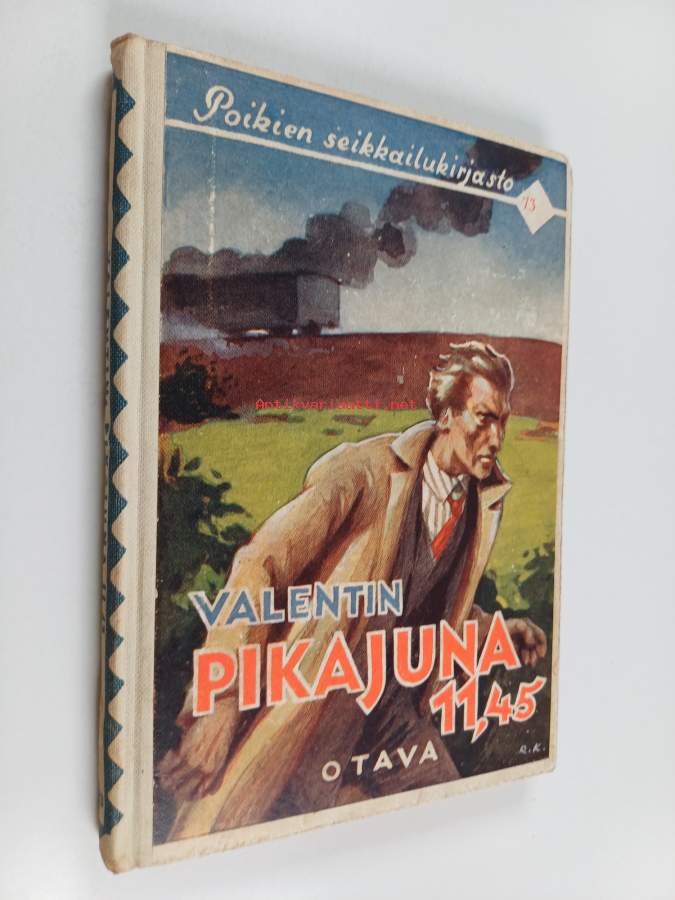 Poikien seikkailukirjasto
73
Antikvariaatti.net
VALENTIN
PIKAJUNA
11,45
OTAVA
R.K.